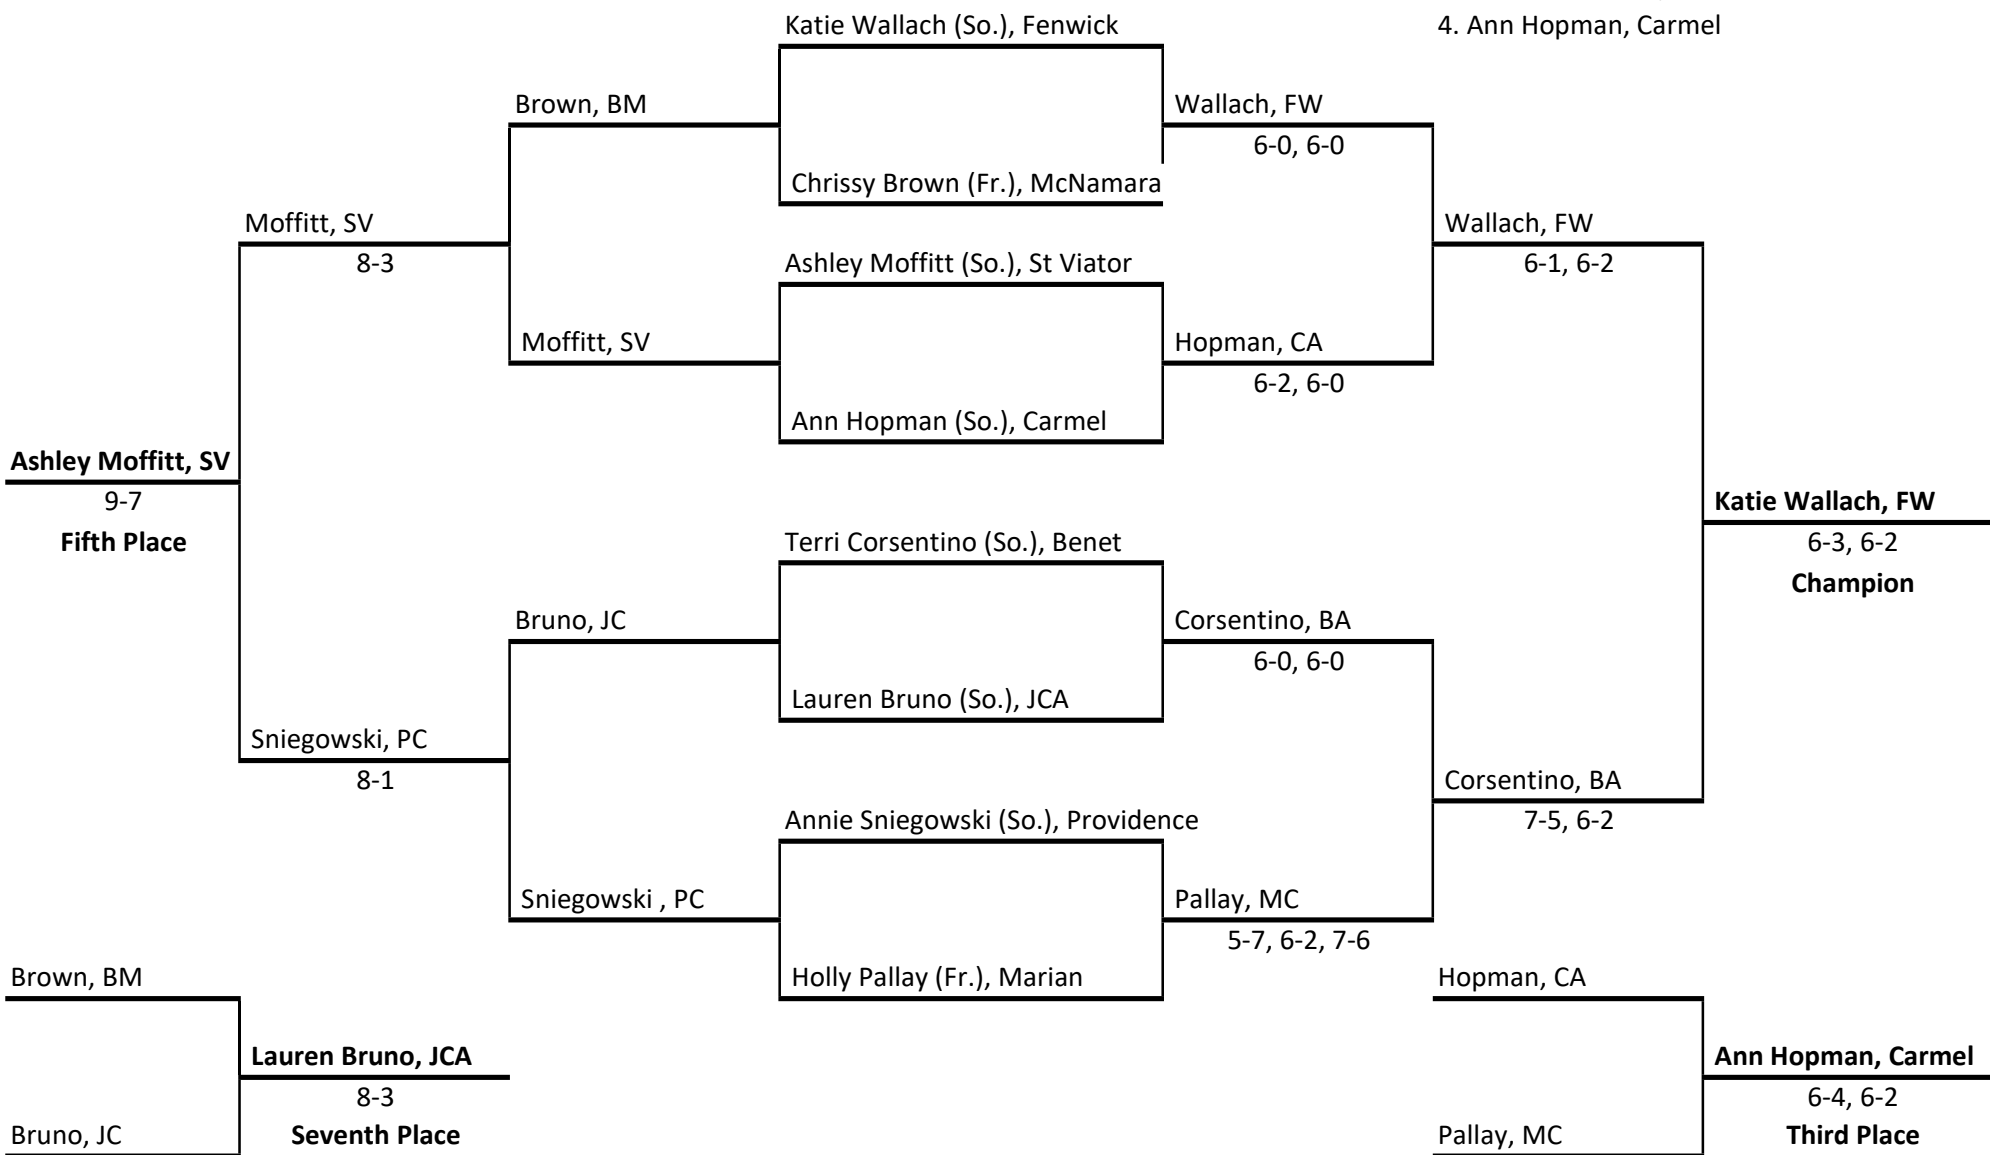 Katie Wallach (So.), Fenwick
4. Ann Hopman, Carmel
Brown, BM
Wallach, FW
6-0, 6-0
Chrissy Brown (Fr.), McNamara
Moffitt, SV
Wallach, FW
8-3
Ashley Moffitt (So.), St Viator
6-1, 6-2
Moffitt, SV
Hopman, CA
6-2, 6-0
Ann Hopman (So.), Carmel
Ashley Moffitt, SV
9-7
Katie Wallach, FW
Fifth Place
Terri Corsentino (So.), Benet
6-3, 6-2
Champion
Bruno, JC
Corsentino, BA
6-0, 6-0
Lauren Bruno (So.), JCA
Sniegowski, PC
8-1
Corsentino, BA
Annie Sniegowski (So.), Providence
7-5, 6-2
Sniegowski , PC
Pallay, MC
5-7, 6-2, 7-6
Brown, BM
Holly Pallay (Fr.), Marian
Hopman, CA
Lauren Bruno, JCA
Ann Hopman, Carmel
8-3
6-4, 6-2
Bruno, JC
Seventh Place
Pallay, MC
Third Place